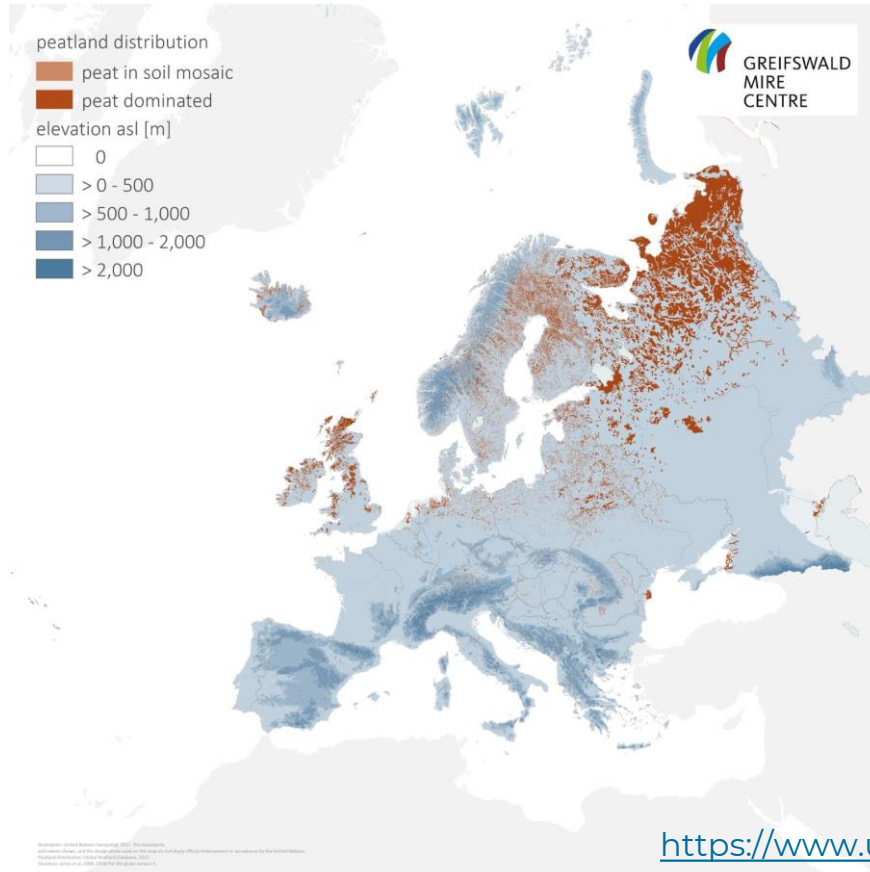 peatland distribution
peat in soil mosaic
peat dominated
elevation asl [m]
0
> 0 - 500
> 500 - 1,000
> 1,000 - 2,000
> 2,000
GREIFSWALD
MIRE
CENTRE
https://www.u